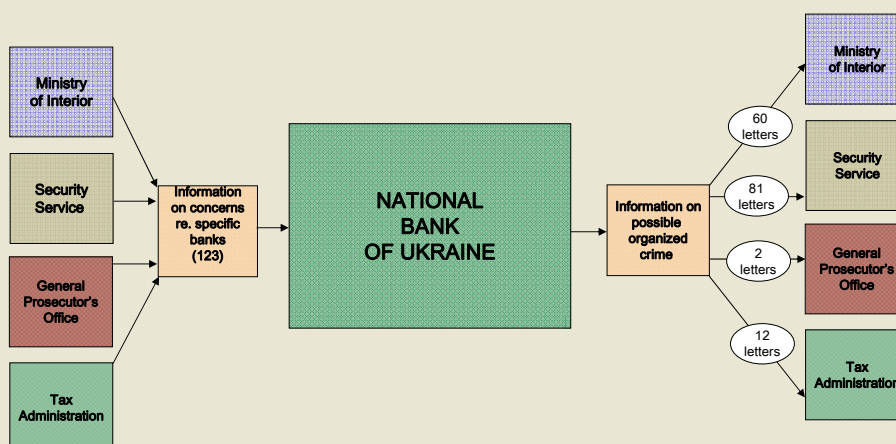 Ministry
of Interior
Security
Service
General
Prosecutor's
Office
Tax
Administration
Information
on concerns
re. specific
banks
(123)
NATIONAL
BANK
OF UKRAINE
Information on
possible
organized
crime
60
letters
81
letters
2
letters
12
letters
Ministry
of Interior
Security
Service
General
Prosecutor's
Office
Tax
Administration